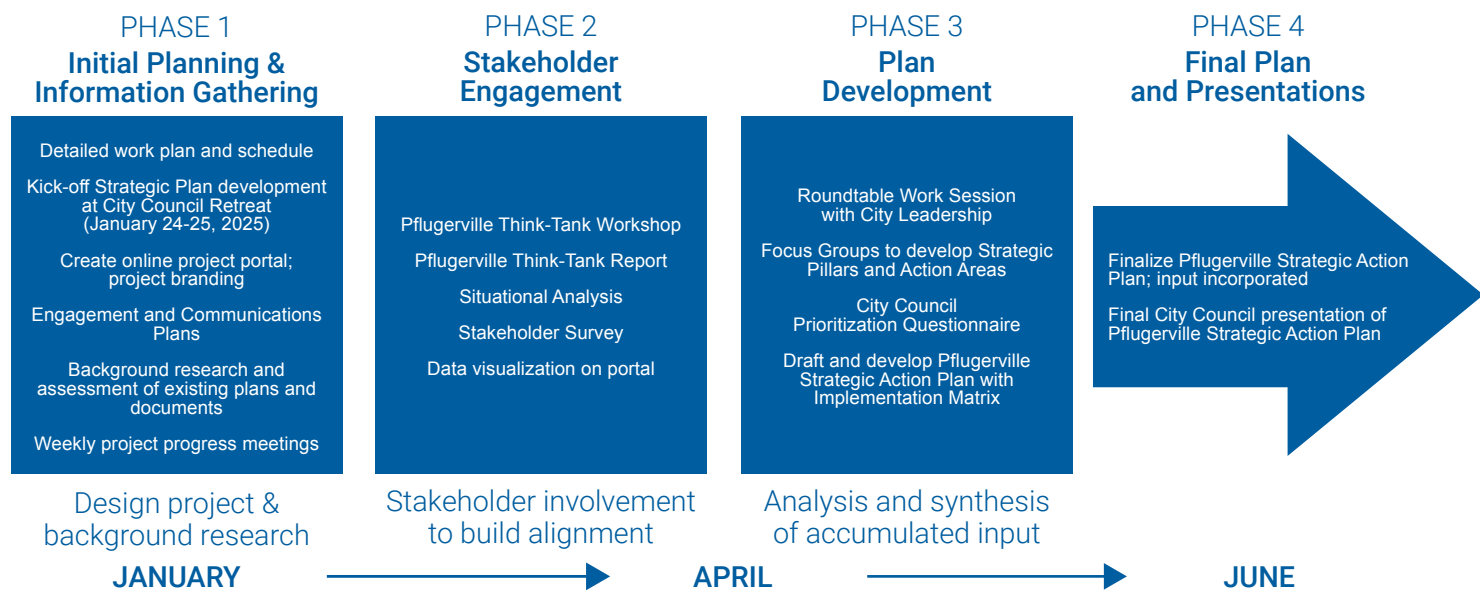 PHASE 1
Initial Planning &
Information Gathering
Detailed work plan and schedule
Kick-off Strategic Plan development
at City Council Retreat
(January 24-25, 2025)
Create online project portal;
project branding
Engagement and Communications
Plans
Background research and
assessment of existing plans and
documents
Weekly project progress meetings
Design project &
background research
PHASE 2
Stakeholder
Engagement
Pflugerville Think-Tank Workshop
Pflugerville Think-Tank Report
Situational Analysis
Stakeholder Survey
Data visualization on portal
Stakeholder involvement
to build alignment
PHASE 3
Plan
Development
Roundtable Work Session
with City Leadership
Focus Groups to develop Strategic
Pillars and Action Areas
City Council
Prioritization Questionnaire
Draft and develop Pflugerville
Strategic Action Plan with
Implementation Matrix
Analysis and synthesis
of accumulated input
PHASE 4
Final Plan
and Presentations
Finalize Pflugerville Strategic Action
Plan; input incorporated
Final City Council presentation of
Pflugerville Strategic Action Plan
JANUARY
APRIL
JUNE